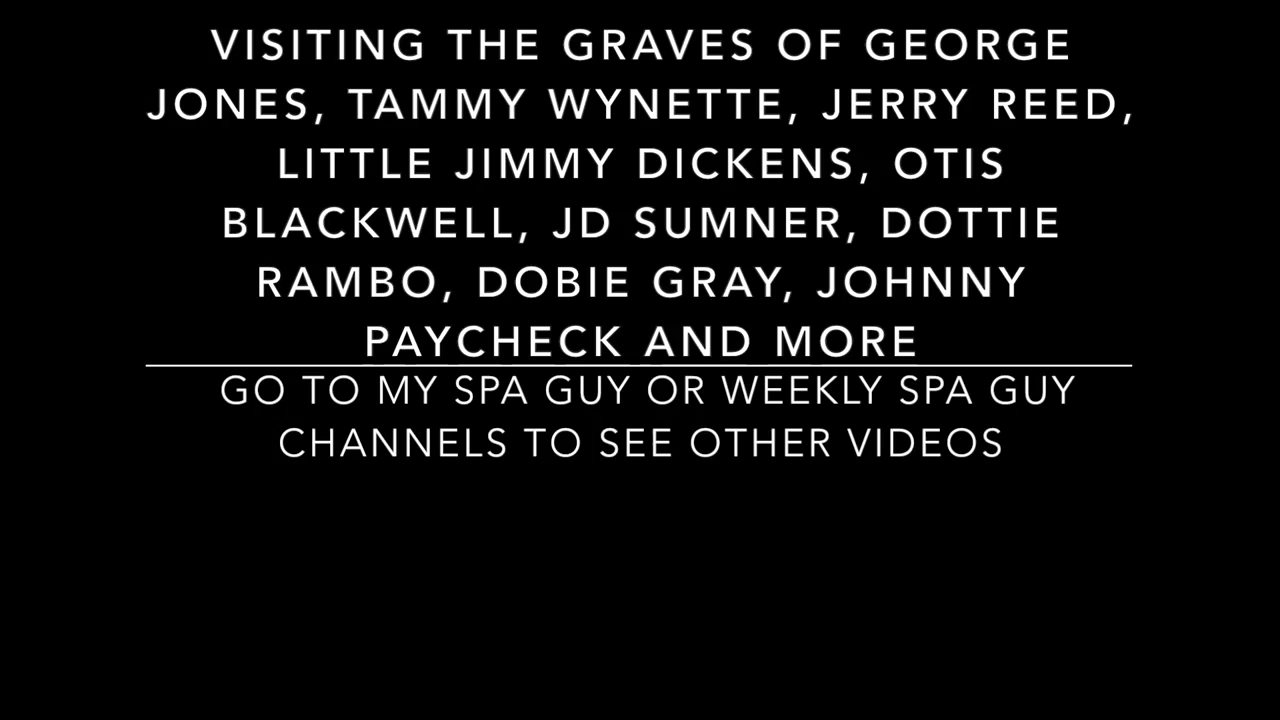 VISITING THE GRAVES OF GEORGE
JONES, TAMMY WYNETTE, JERRY REED,
LITTLE JIMMY DICKENS, OTIS
BLACKWELL, JD SUMNER, DOTTIE
RAMBO, DOBIE GRAY, JOHNNY
PAYCHECK AND MORE
GO TO MY SPA GUY OR WEEKLY SPA GUY
CHANNELS TO SEE OTHER VIDEOS